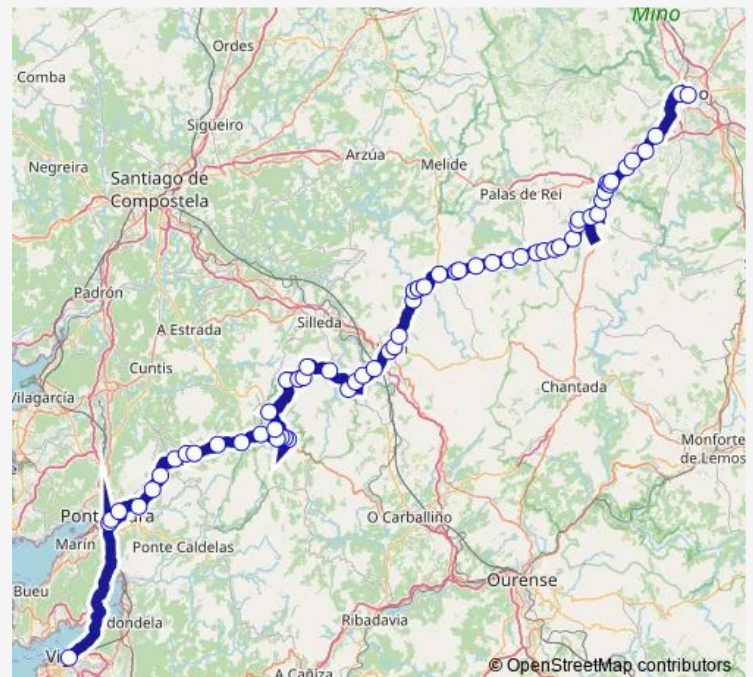 Miño
Ordes
Comba
Sigüeiro
Arzúa
Negreira
Melide
Santiago de
Compostela
Palas de Rei
Padrón
Silleda
A Estrada
Cuntis
Vilagarcía
Chantada
Monforte
de Lemos
O Carballiño
Marín
Ponte Caldelas
Ourense
Bueu
Ribadavia
A Cañiza
© OpenStreetMap contributors